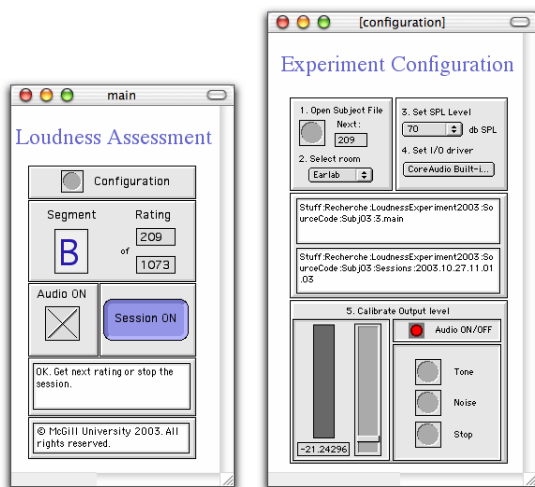 main
Loudness Assessment
Configuration
Segment
Rating
B
209
of
1073
Audio ON
Session ON
OK. Get next rating or stop the
session.
© McGill University 2003. All
rights reserved.
[configuration]
Experiment Configuration
1. Open Subject File
Next:
209
2. Select room
Earlab
3. Set SPL Level
70
db SPL
4. Set I/O driver
CoreAudio Built-i...
Stuff:Recherche:LoudnessExperiment2003:So
urceCode:Subj03:3.main
Stuff:Recherche:LoudnessExperiment2003:So
urceCode:Subj03:Sessions:2003.10.27.11.01
.03
5. Calibrate Output level
Audio ON/OFF
Tone
Noise
Stop
-21.24296